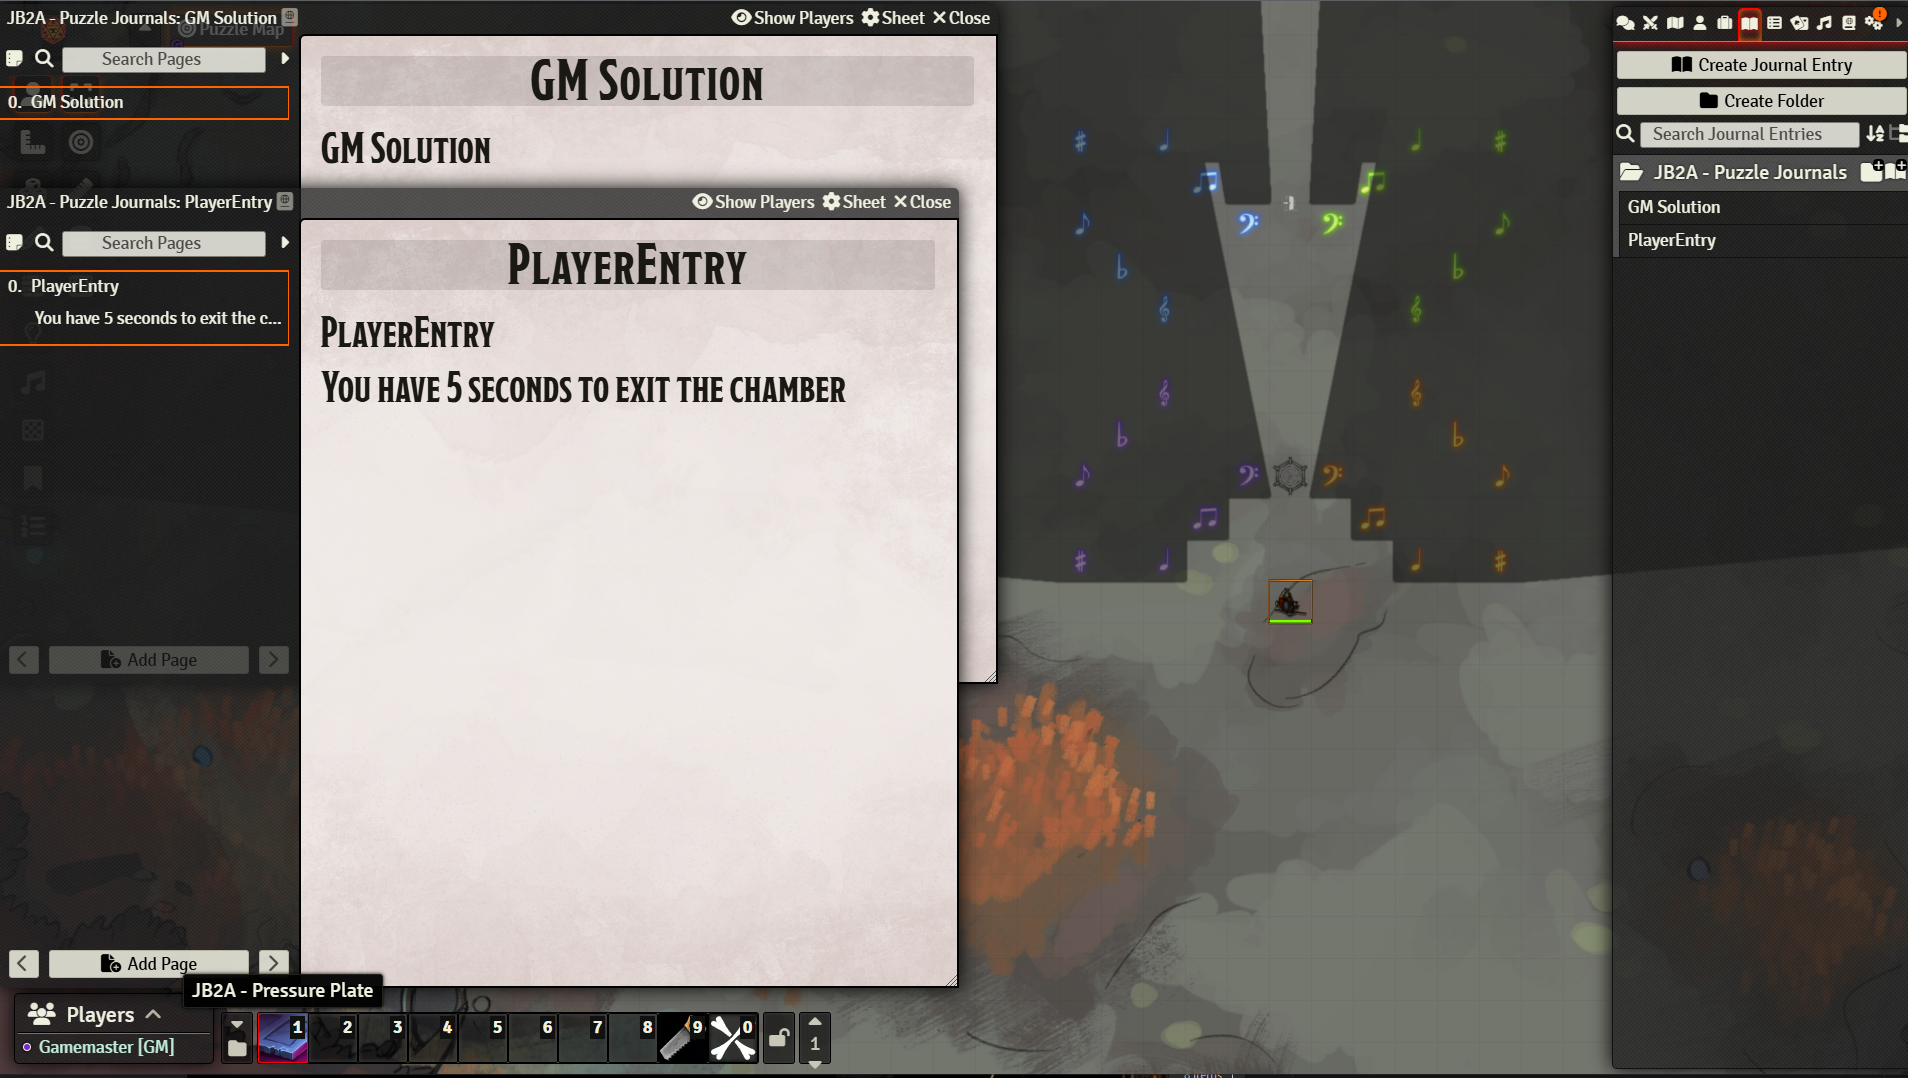 JB2A - Puzzle Journals: GM Solution
Show Players
Sheet
Close
Puzzle Map
Search Pages
0. GM Solution
GM Solution
GM Solution
JB2A - Puzzle Journals: PlayerEntry
Show Players
Sheet
Close
Search Pages
0. PlayerEntry
You have 5 seconds to exit the c...
PlayerEntry
PlayerEntry
You have 5 seconds to exit the chamber
Add Page
Add Page
JB2A - Pressure Plate
Players
Gamemaster [GM]
1
2
3
4
5
6
7
8
9
0
1
Create Journal Entry
Create Folder
Search Journal Entries
JB2A - Puzzle Journals
GM Solution
PlayerEntry